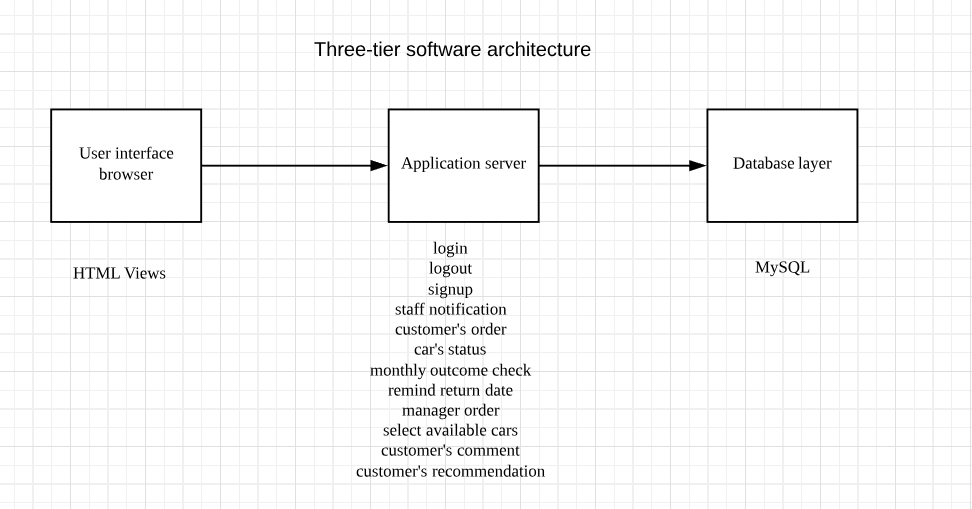 Three-tier software architecture
User interface
browser
Application server
Database layer
HTML Views
login
logout
signup
staff notification
customer's order
car's status
monthly outcome check
remind return date
manager order
select available cars
customer's comment
customer's recommendation
MySQL